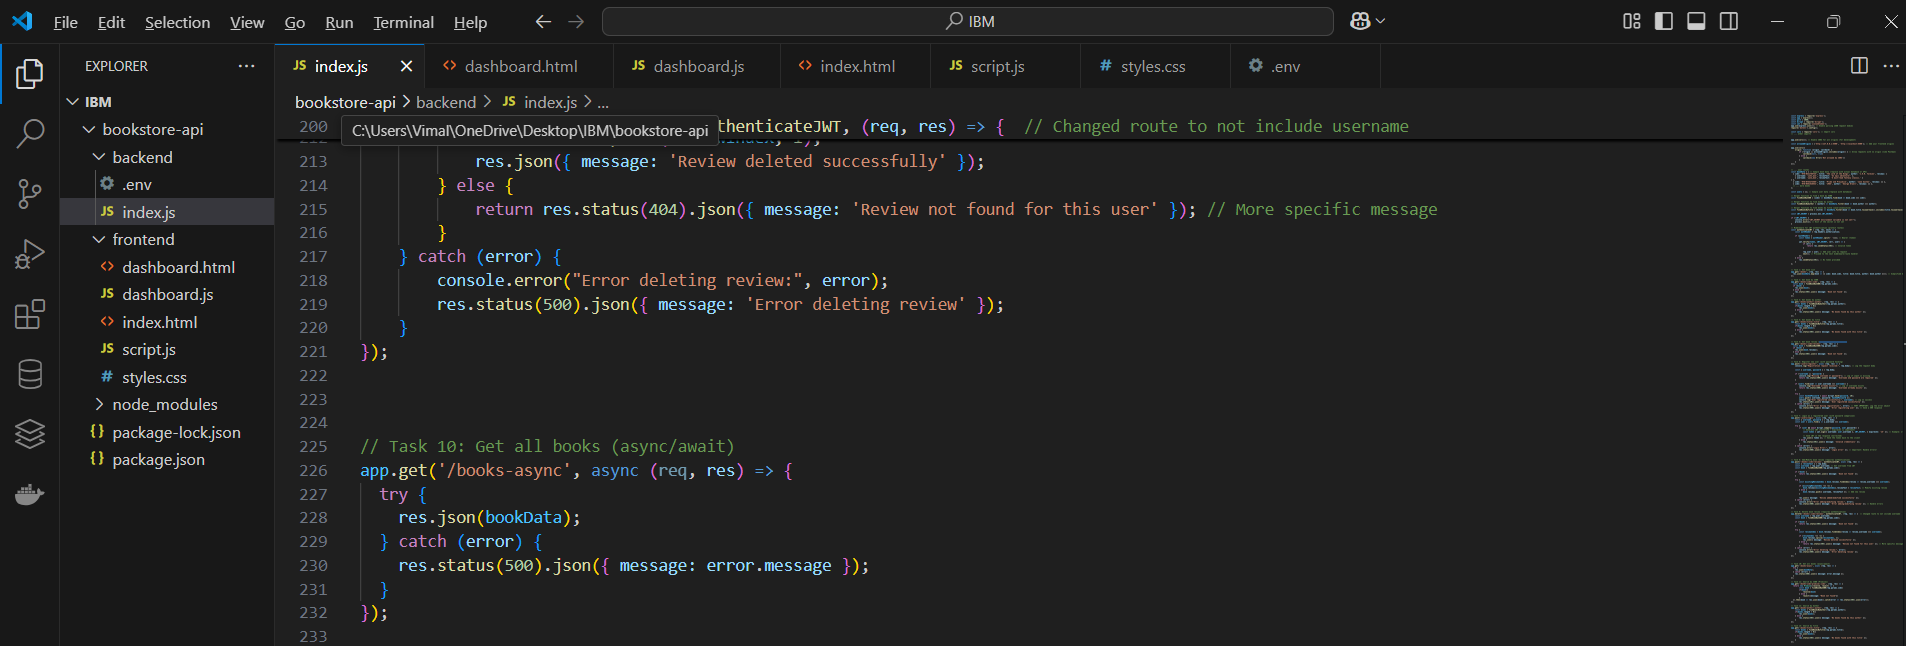 File Edit Selection View Go Run Terminal Help IBM
EXPLORER
IBM
bookstore-api
backend
.env
JS index.js
frontend
<> dashboard.html
JS dashboard.js
<> index.html
JS script.js
# styles.css
node_modules
{} package-lock.json
{} package.json
JS index.js <> dashboard.html JS dashboard.js <> index.html JS script.js # styles.css .env
bookstore-api > backend > JS index.js > ...
C:\Users\Vimal\OneDrive\Desktop\IBM\bookstore-api
200 thenticateJWT, (req, res) => { // Changed route to not include username
213 res.json({ message: 'Review deleted successfully' });
214 } else {
215 return res.status(404).json({ message: 'Review not found for this user' }); // More specific message
216 }
217 } catch (error) {
218 console.error("Error deleting review:", error);
219 res.status(500).json({ message: 'Error deleting review' });
220 }
221 });
222
223
224
225 // Task 10: Get all books (async/await)
226 app.get('/books-async', async (req, res) => {
227 try {
228 res.json(bookData);
229 } catch (error) {
230 res.status(500).json({ message: error.message });
231 }
232 });
233